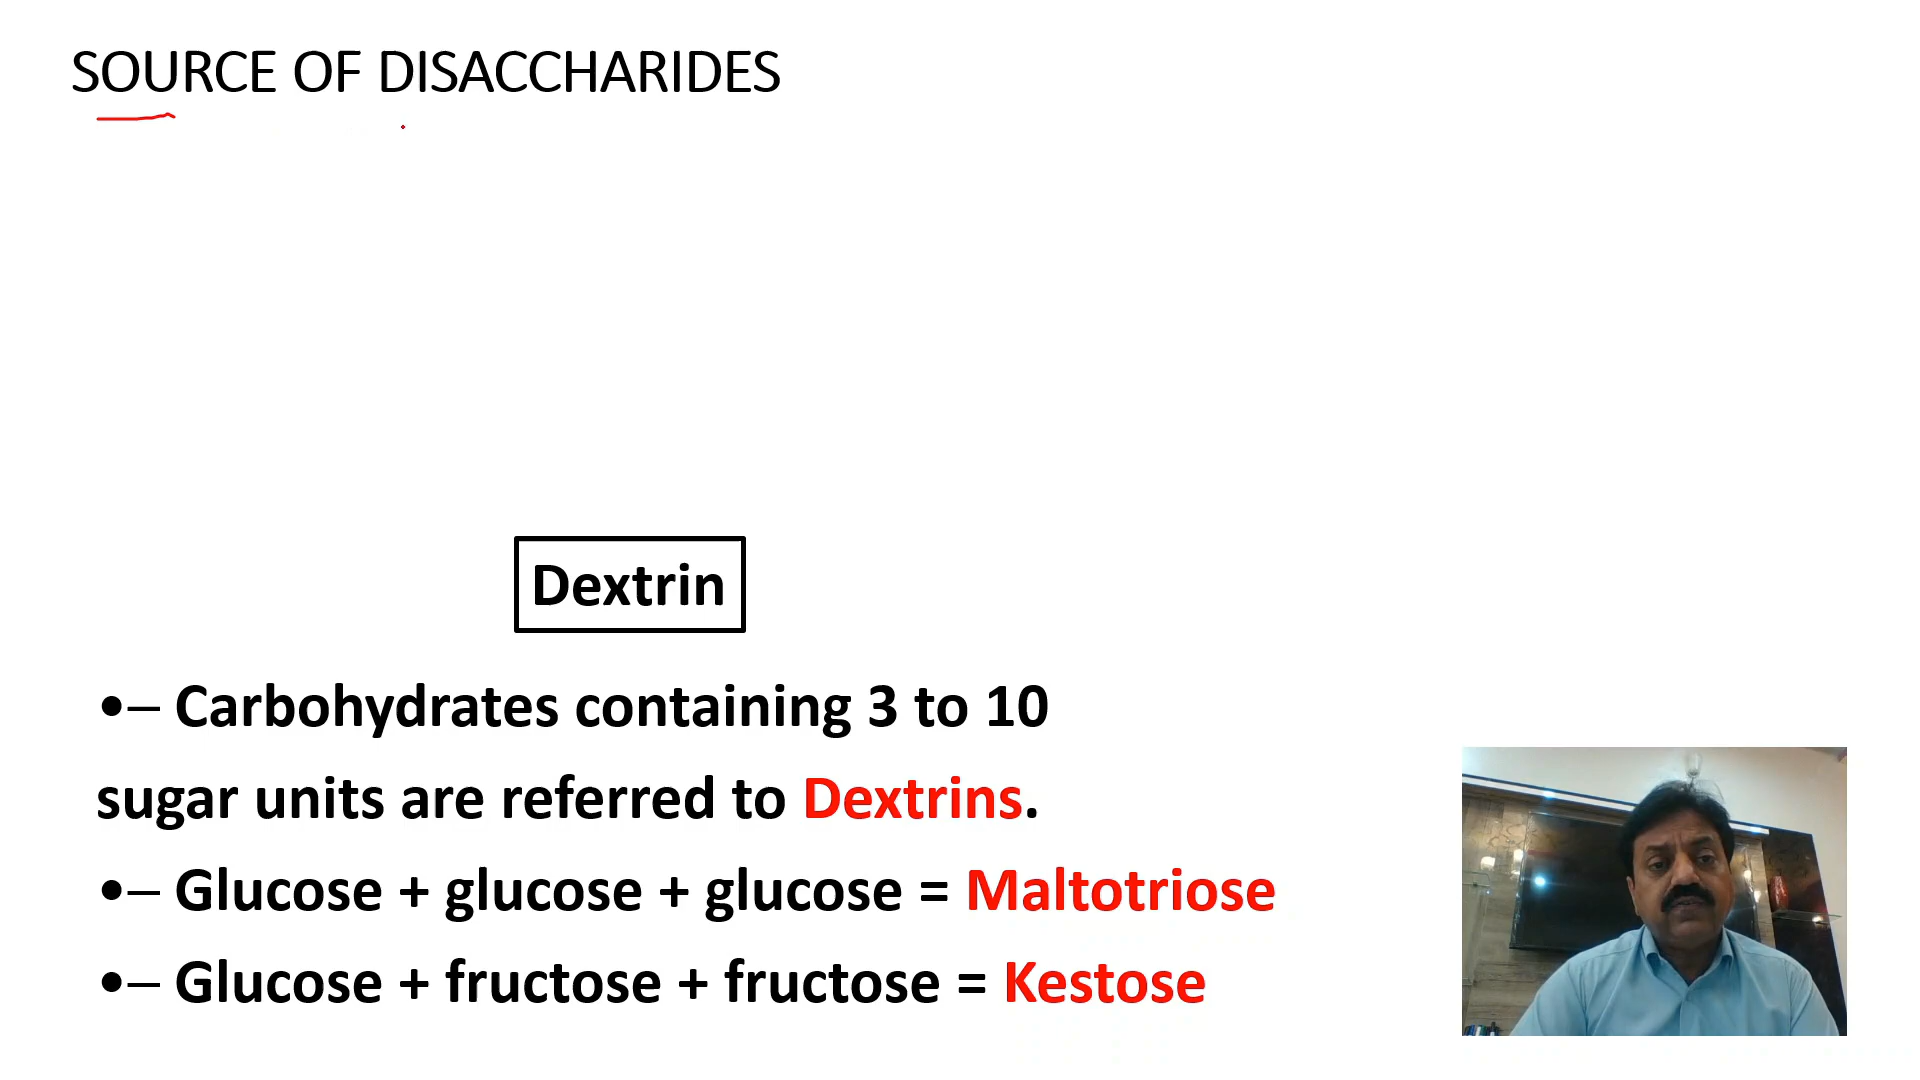 SOURCE OF DISACCHARIDES
Dextrin
•– Carbohydrates containing 3 to 10
sugar units are referred to Dextrins.
•– Glucose + glucose + glucose = Maltotriose
•– Glucose + fructose + fructose = Kestose